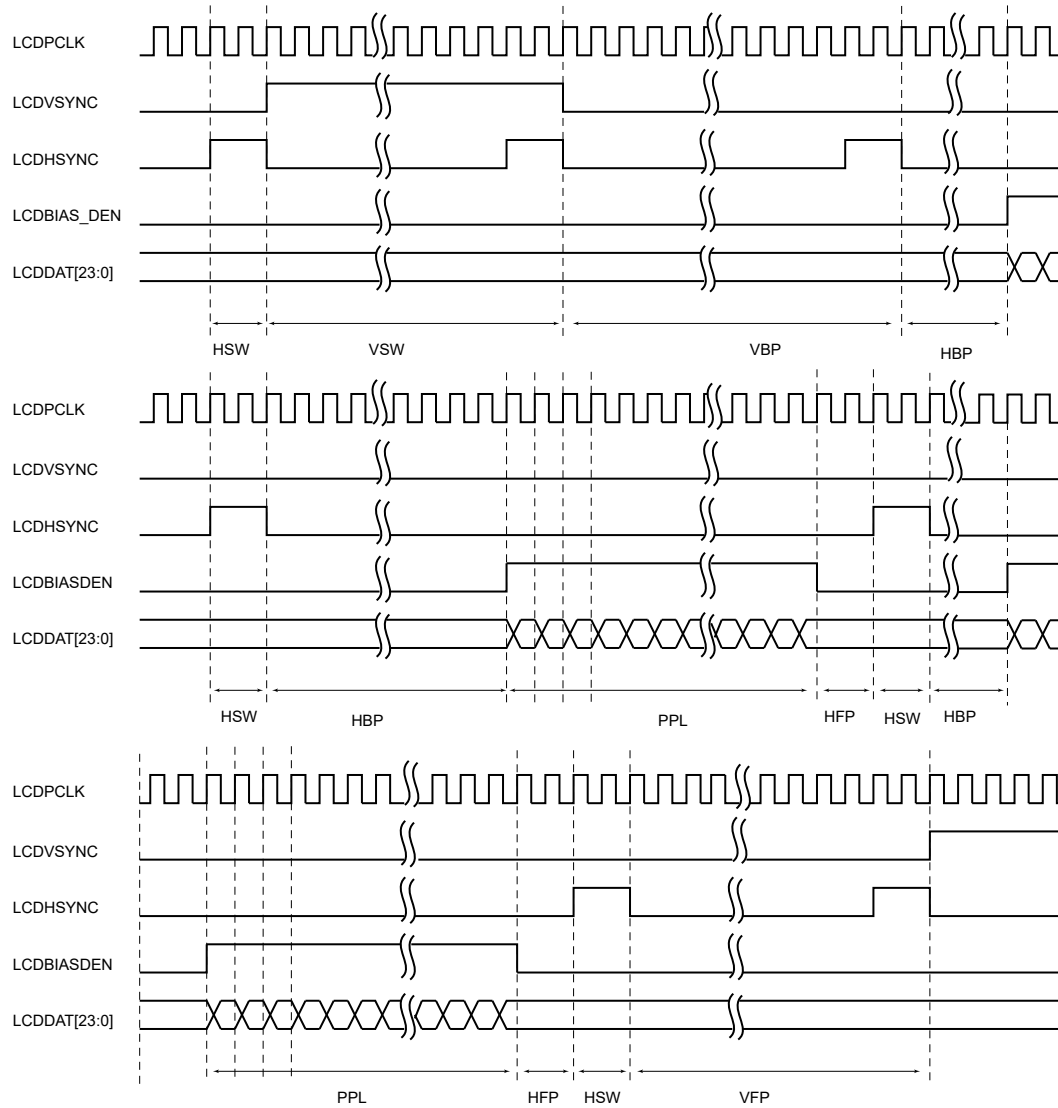 LCDPCLK
LCDVSYNC
LCDHSYNC
LCDBIAS_DEN
LCDDAT[23:0]
HSW VSW VBP HBP
LCDPCLK
LCDVSYNC
LCDHSYNC
LCDBIASDEN
LCDDAT[23:0]
HSW HBP PPL HFP HSW HBP
LCDPCLK
LCDVSYNC
LCDHSYNC
LCDBIASDEN
LCDDAT[23:0]
PPL HFP HSW VFP